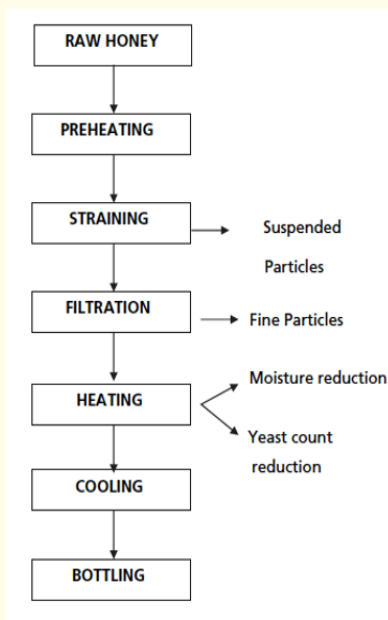 RAW HONEY
PREHEATING
STRAINING
Suspended
Particles
FILTRATION
Fine Particles
Moisture reduction
HEATING
Yeast count
reduction
COOLING
BOTTLING